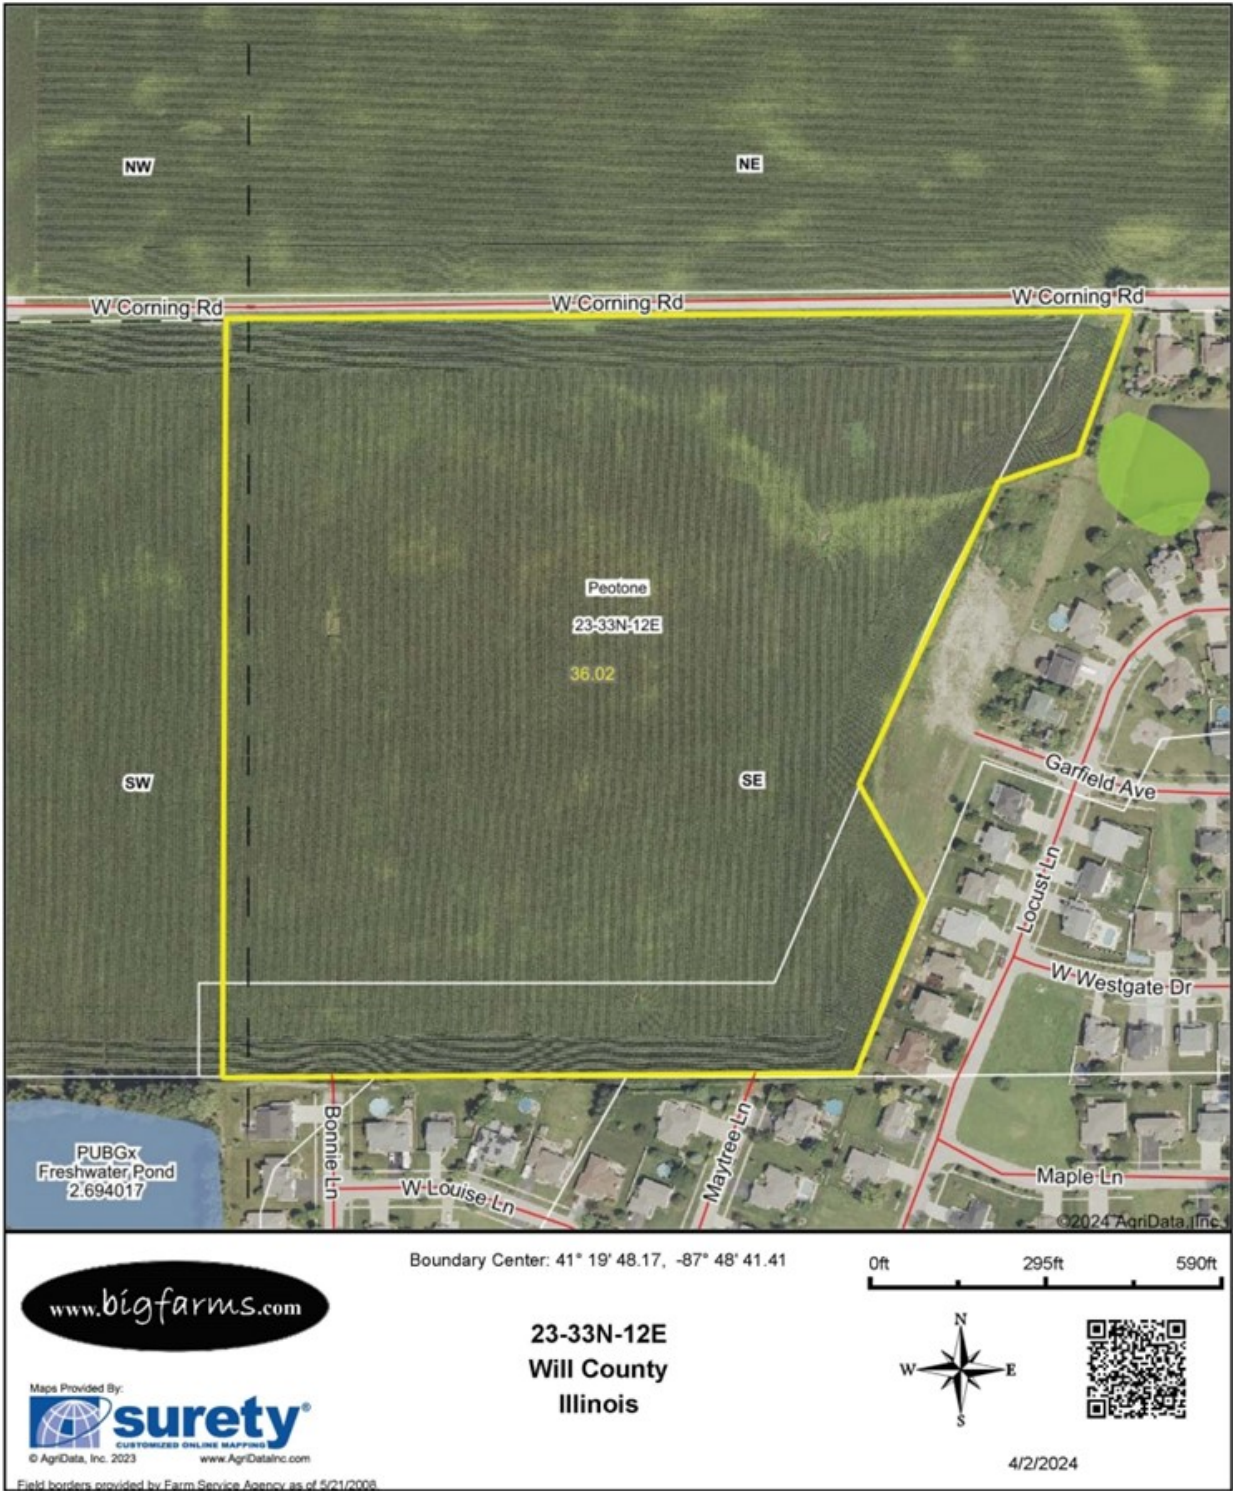 NW
NE
W Corning Rd
W Corning Rd
W Corning Rd
Peotone
23-33N-12E
36.02
SW
SE
Garfield Ave
Locust Ln
W Westgate Dr
PUBGx
Freshwater Pond
2.694017
Bonnie Ln
W Louise Ln
Maytree Ln
Maple Ln
©2024 AgriData, Inc.
Boundary Center: 41° 19' 48.17, -87° 48' 41.41
0ft 295ft 590ft
www.bigfarms.com
23-33N-12E
Will County
Illinois
N
W E
S
Maps Provided By:
surety®
CUSTOMIZED ONLINE MAPPING
© AgriData, Inc. 2023 www.AgriDataInc.com
4/2/2024
Field borders provided by Farm Service Agency as of 5/21/2008.